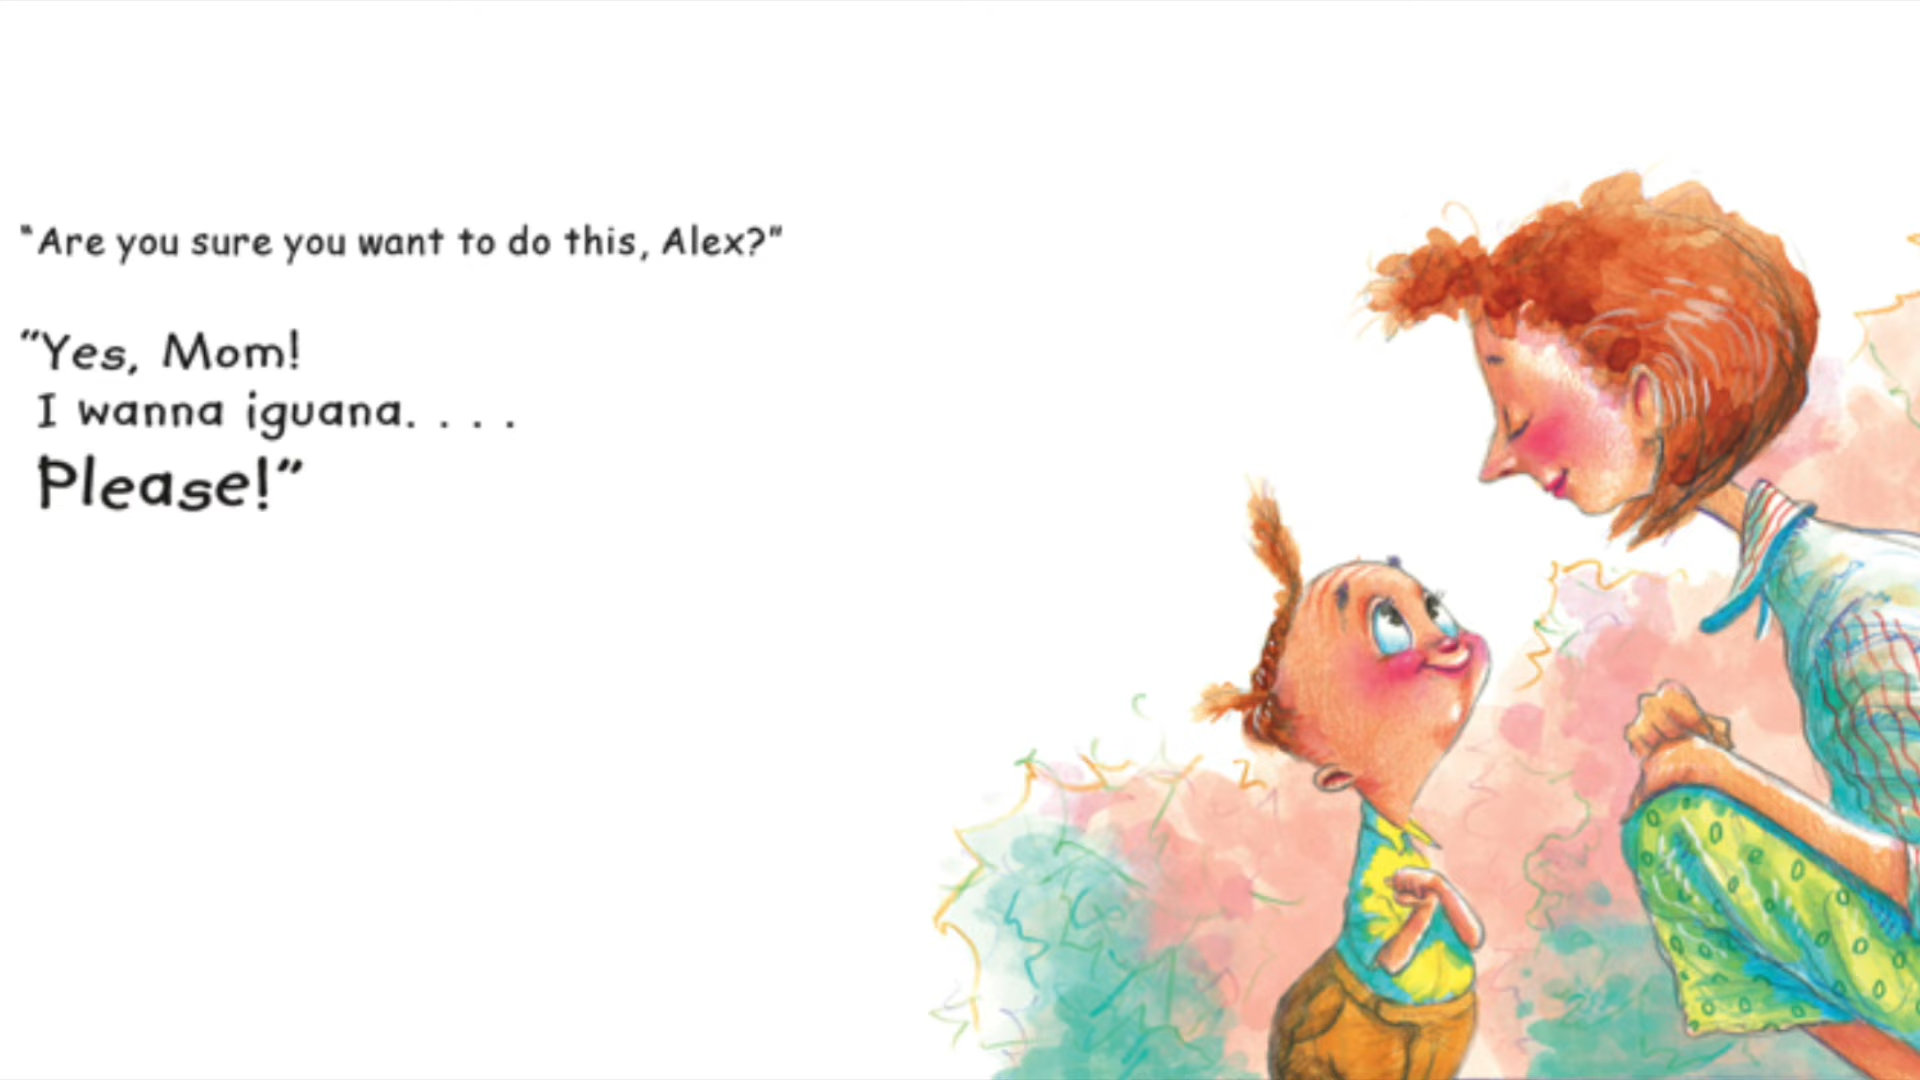 “Are you sure you want to do this, Alex?”
“Yes, Mom!
I wanna iguana. . . .
Please!”